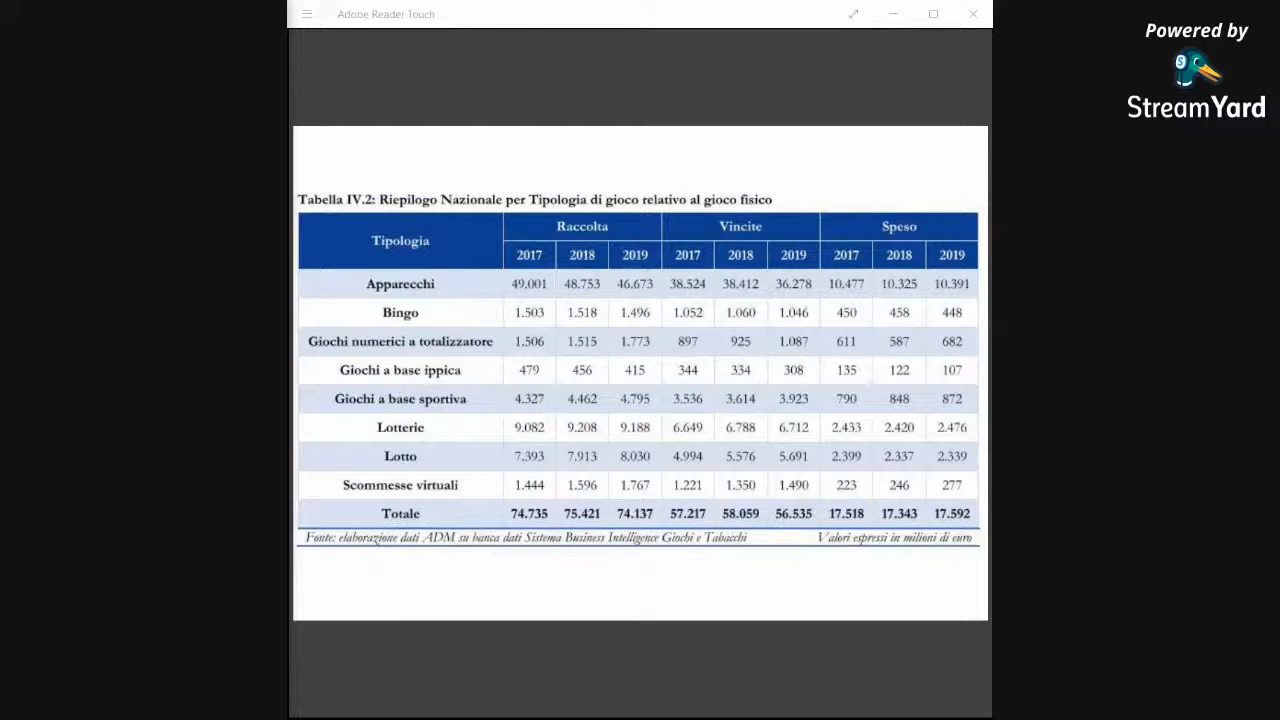 Adobe Reader Touch
Powered by
StreamYard
Tabella IV.2: Riepilogo Nazionale per Tipologia di gioco relativo al gioco fisico
Tipologia Raccolta Vincite Speso
2017 2018 2019 2017 2018 2019 2017 2018 2019
Apparecchi 49.001 48.753 46.673 38.524 38.412 36.278 10.477 10.325 10.391
Bingo 1.503 1.518 1.496 1.052 1.060 1.046 450 458 448
Giochi numerici a totalizzatore 1.506 1.515 1.773 897 925 1.087 611 587 682
Giochi a base ippica 479 456 415 344 334 308 135 122 107
Giochi a base sportiva 4.327 4.462 4.795 3.536 3.614 3.923 790 848 872
Lotterie 9.082 9.208 9.188 6.649 6.788 6.712 2.433 2.420 2.476
Lotto 7.393 7.913 8.030 4.994 5.576 5.691 2.399 2.337 2.339
Scommesse virtuali 1.444 1.596 1.767 1.221 1.350 1.490 223 246 277
Totale 74.735 75.421 74.137 57.217 58.059 56.535 17.518 17.343 17.592
Fonte: elaborazione dati ADM su banca dati Sistema Business Intelligence Giochi e Tabacchi Valori espressi in milioni di euro